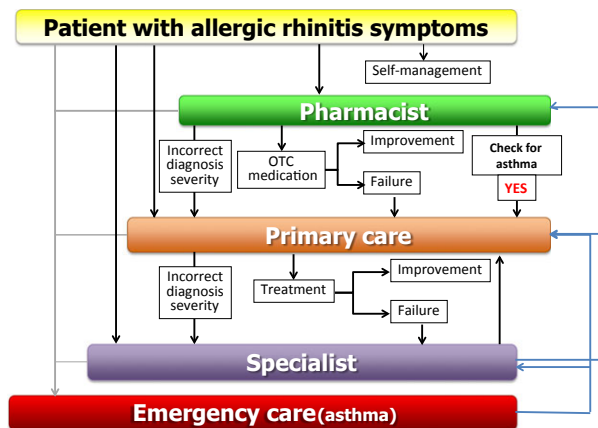 Patient with allergic rhinitis symptoms
Self-management
Pharmacist
Incorrect
diagnosis
severity
OTC
medication
Improvement
Failure
Check for
asthma
YES
Primary care
Incorrect
diagnosis
severity
Treatment
Improvement
Failure
Specialist
Emergency care(asthma)